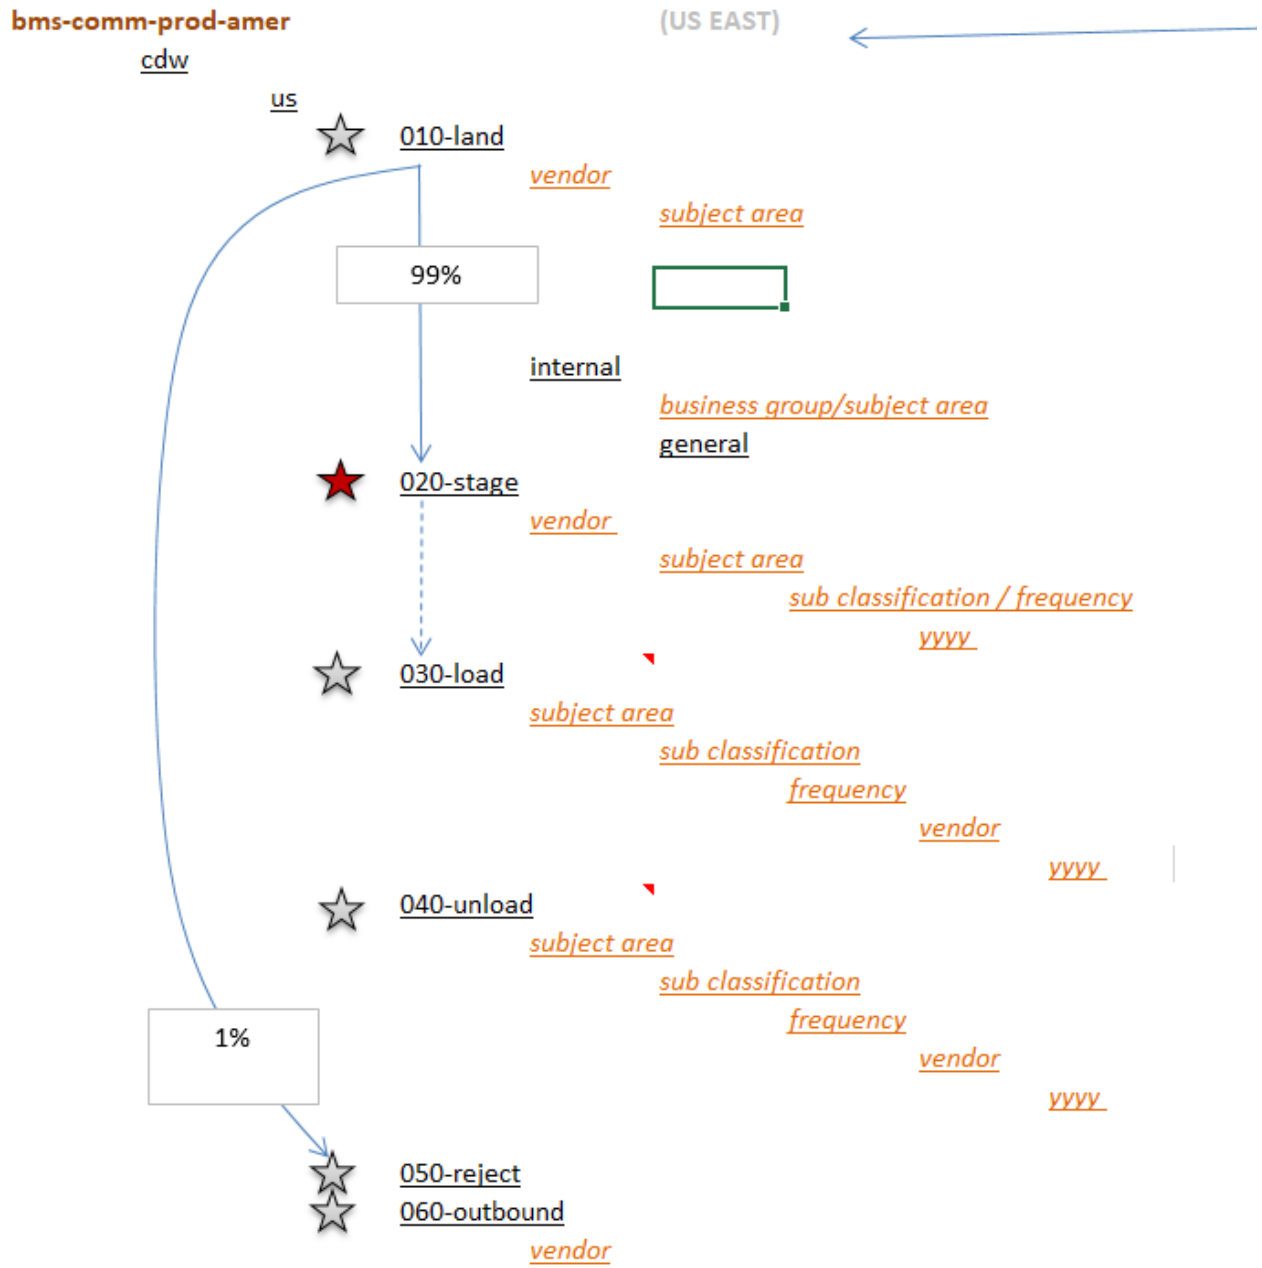 bms-comm-prod-amer (US EAST)
cdw
us
010-land
vendor
subject area
99%
internal
business group/subject area
general
020-stage
vendor
subject area
sub classification / frequency
yyyy
030-load
subject area
sub classification
frequency
vendor
yyyy
040-unload
subject area
sub classification
frequency
1%
vendor
yyyy
050-reject
060-outbound
vendor